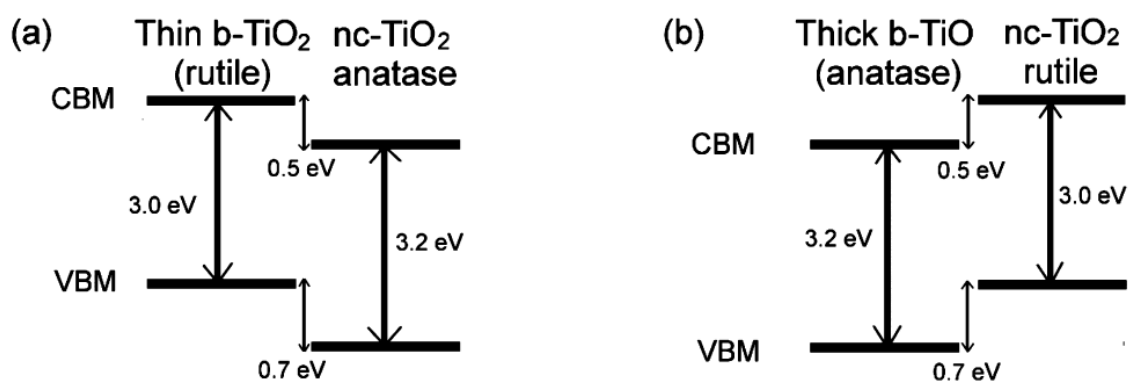 (a)
Thin b-TiO₂ nc-TiO₂
(rutile) anatase
CBM
0.5 eV
3.0 eV
3.2 eV
VBM
0.7 eV
(b)
Thick b-TiO nc-TiO₂
(anatase) rutile
CBM
0.5 eV
3.0 eV
3.2 eV
VBM
0.7 eV